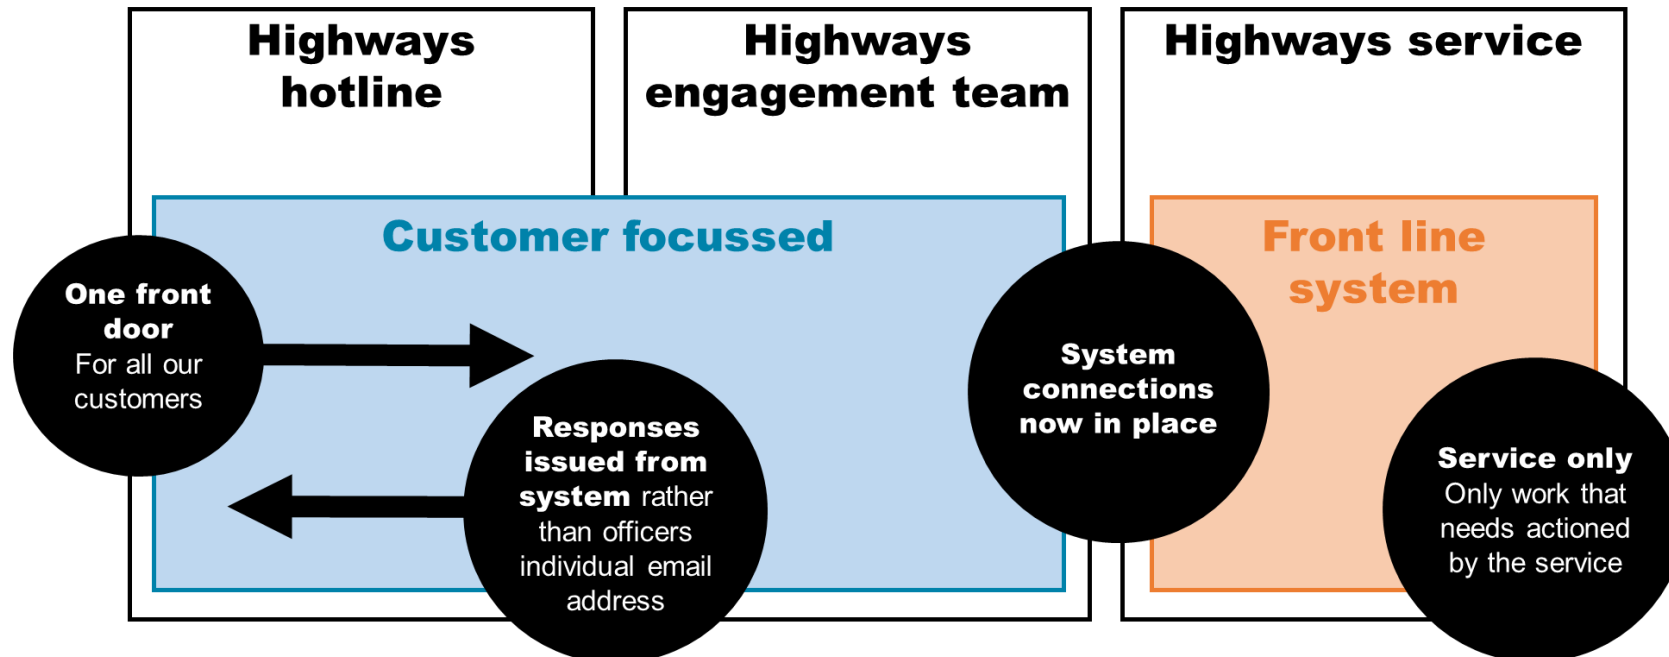 Highways
hotline
Highways
engagement team
Highways service
Customer focussed
Front line
system
One front
door
For all our
customers
Responses
issued from
system rather
than officers
individual email
address
System
connections
now in place
Service only
Only work that
needs actioned
by the service